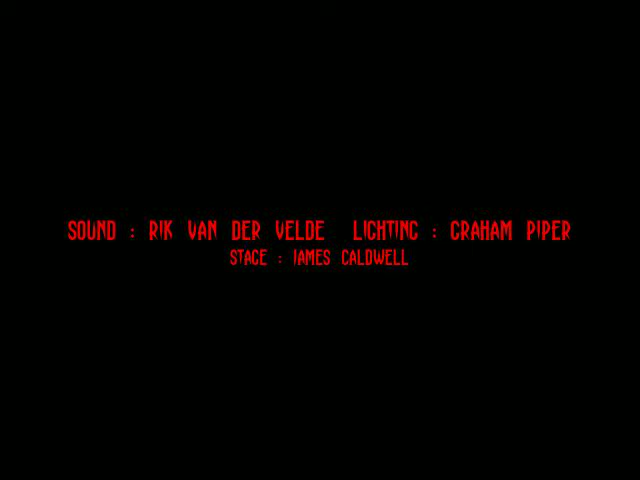 SOUND : RIK VAN DER VELDE LIGHTING : GRAHAM PIPER
STAGE : JAMES CALDWELL